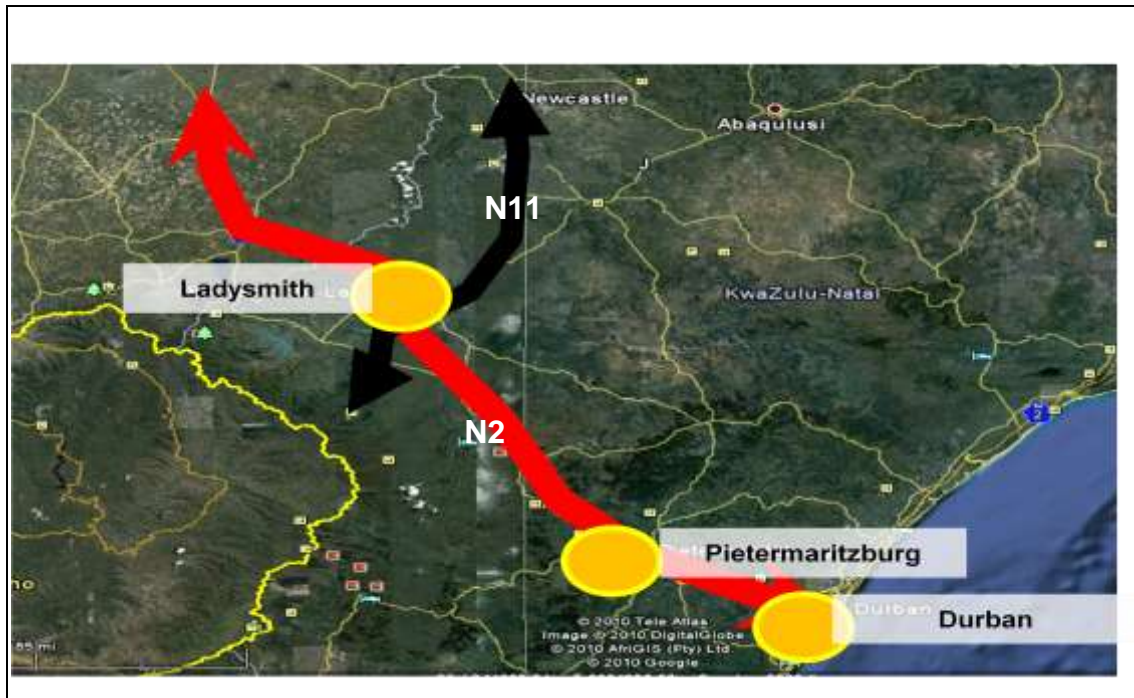 Newcastle
Abaqulusi
N11
Ladysmith
KwaZulu-Natal
N2
Pietermaritzburg
Durban
Durban
© 2010 Tele Atlas
Image © 2010 DigitalGlobe
© 2010 AfriGIS (Pty) Ltd
© 2010 Google